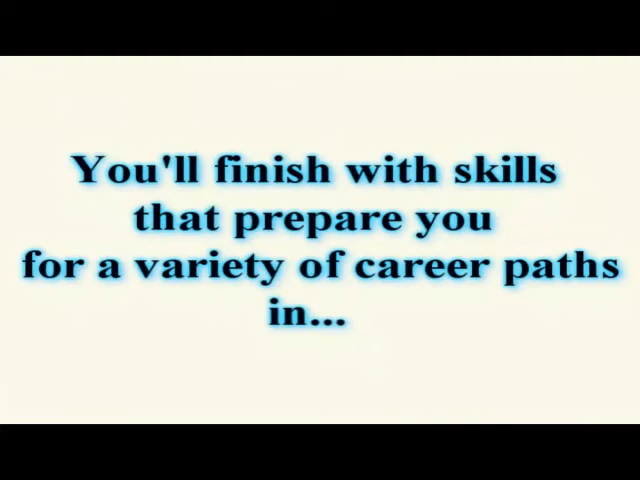 You'll finish with skills
that prepare you
for a variety of career paths
in...